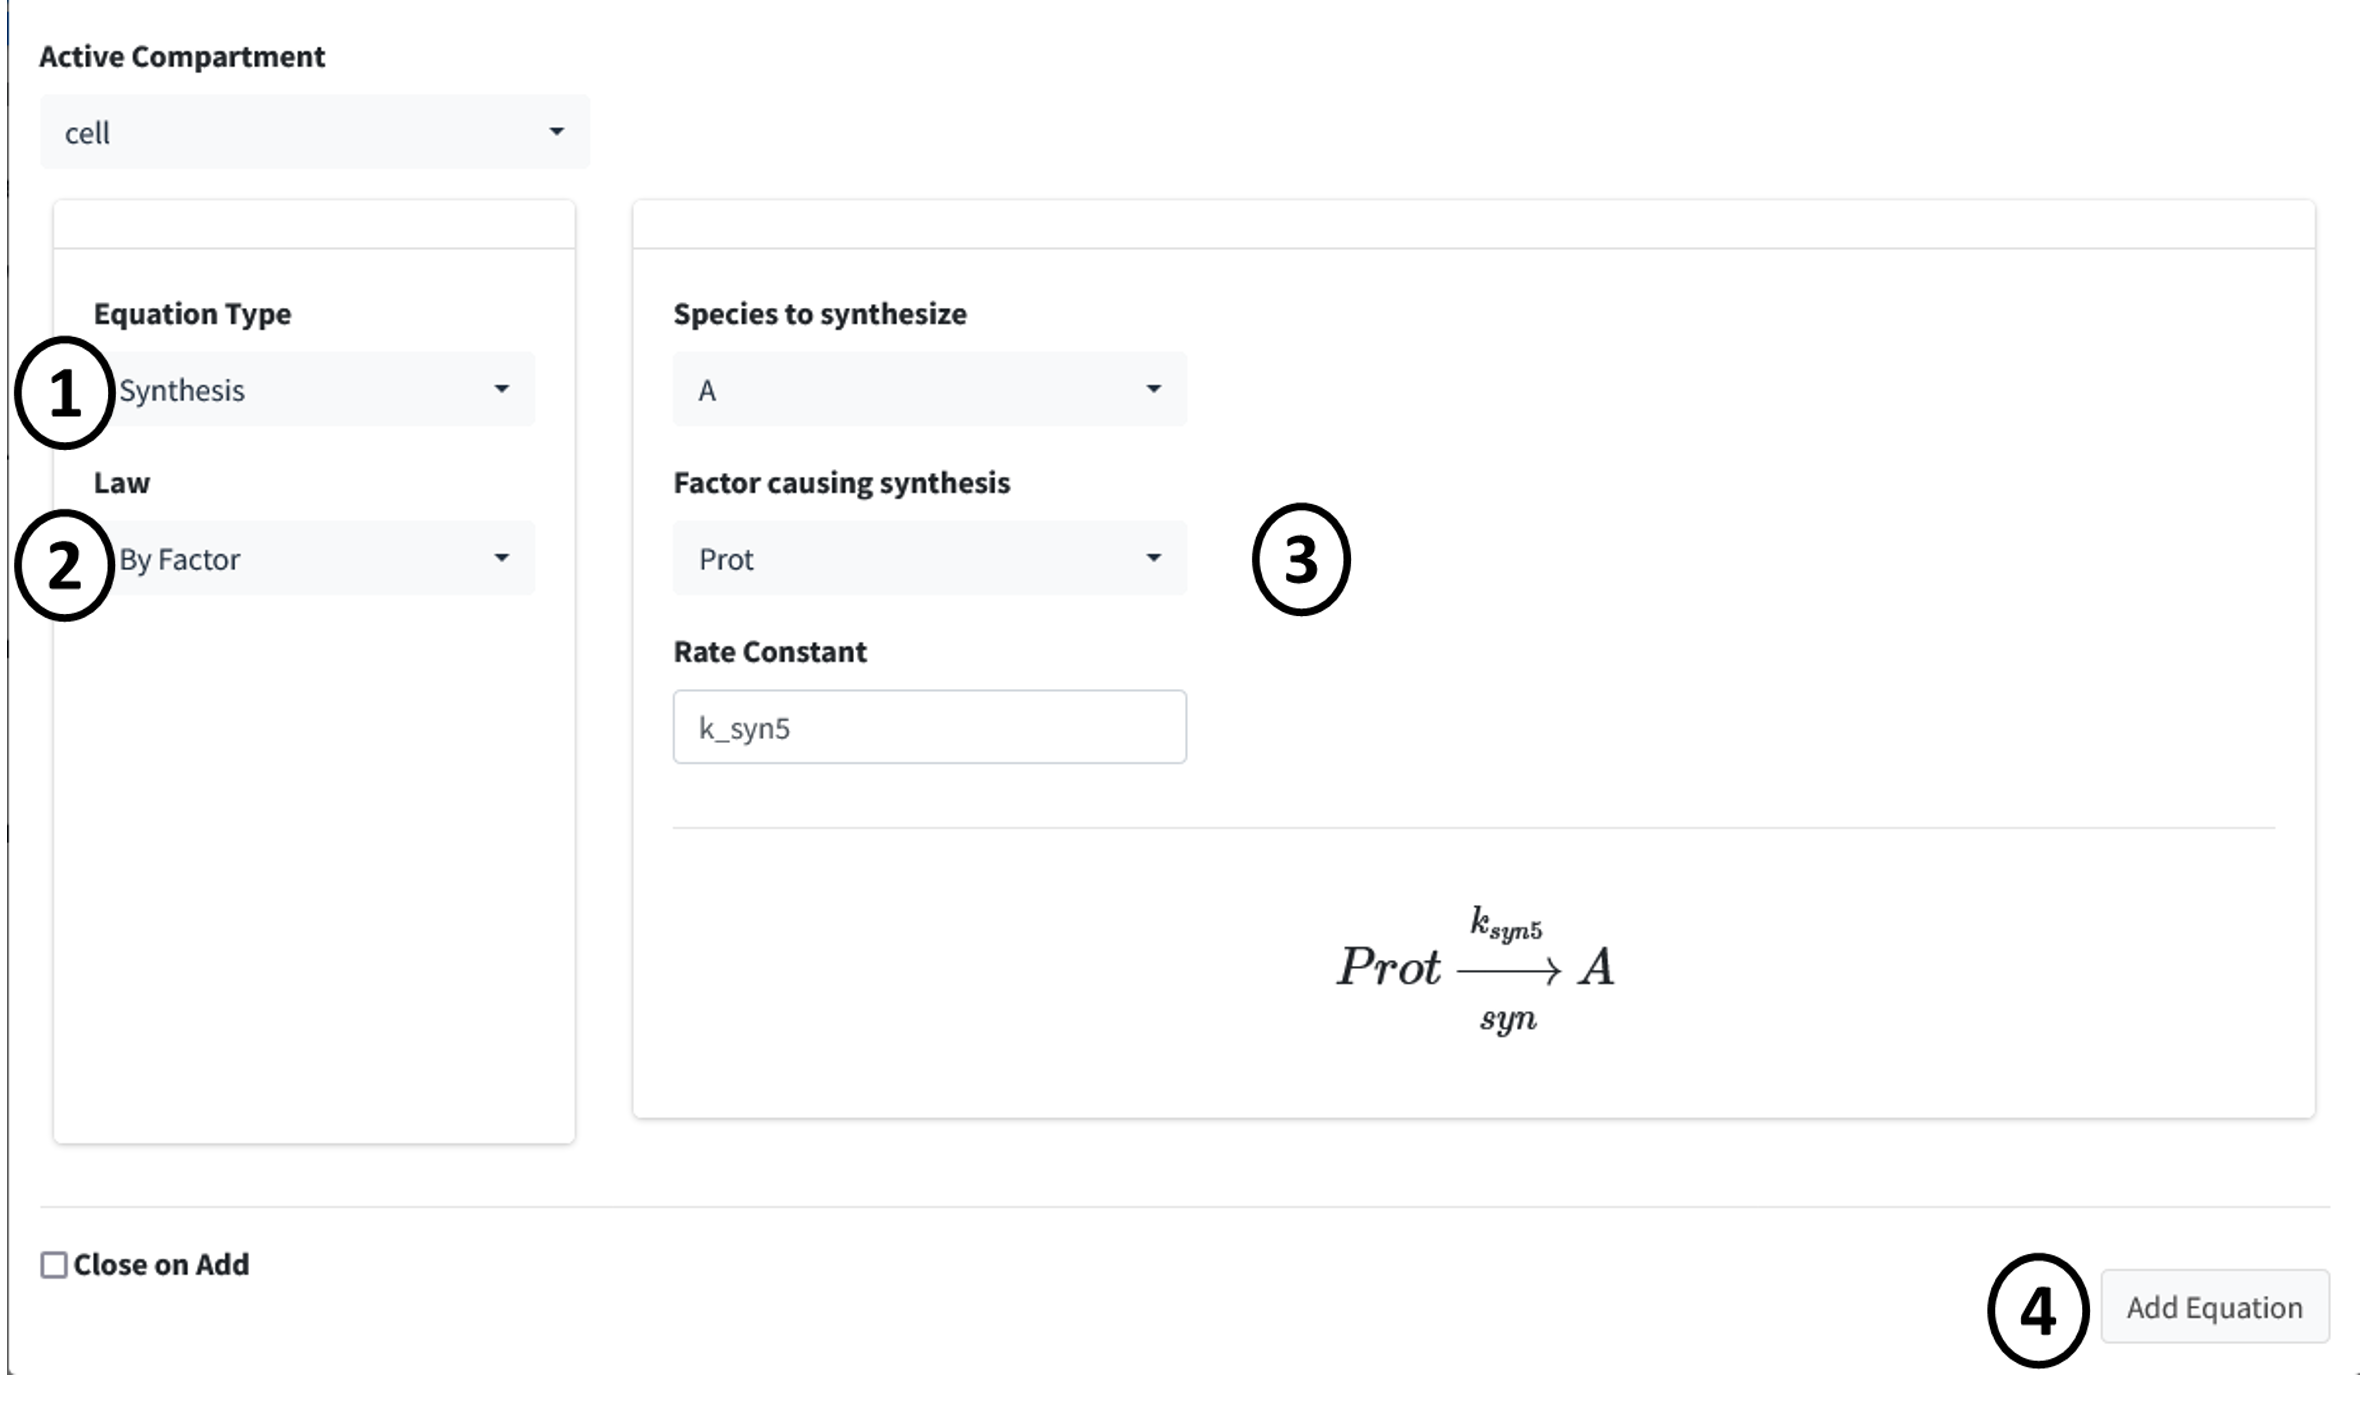 Active Compartment
cell
Equation Type
1 Synthesis
Law
2 By Factor
Species to synthesize
A
Factor causing synthesis
Prot
3
Rate Constant
k_syn5
k_{syn5}
Prot ⟶ A
syn
Close on Add
4 Add Equation